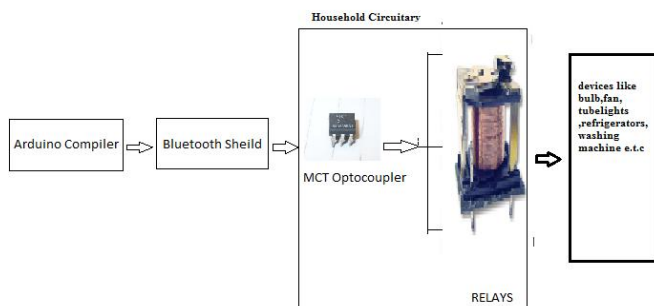 Household Circuitary
Arduino Compiler
Bluetooth Sheild
MCT Optocoupler
RELAYS
devices like
bulb,fan,
tubelights
,refrigerators,
washing
machine e.t.c